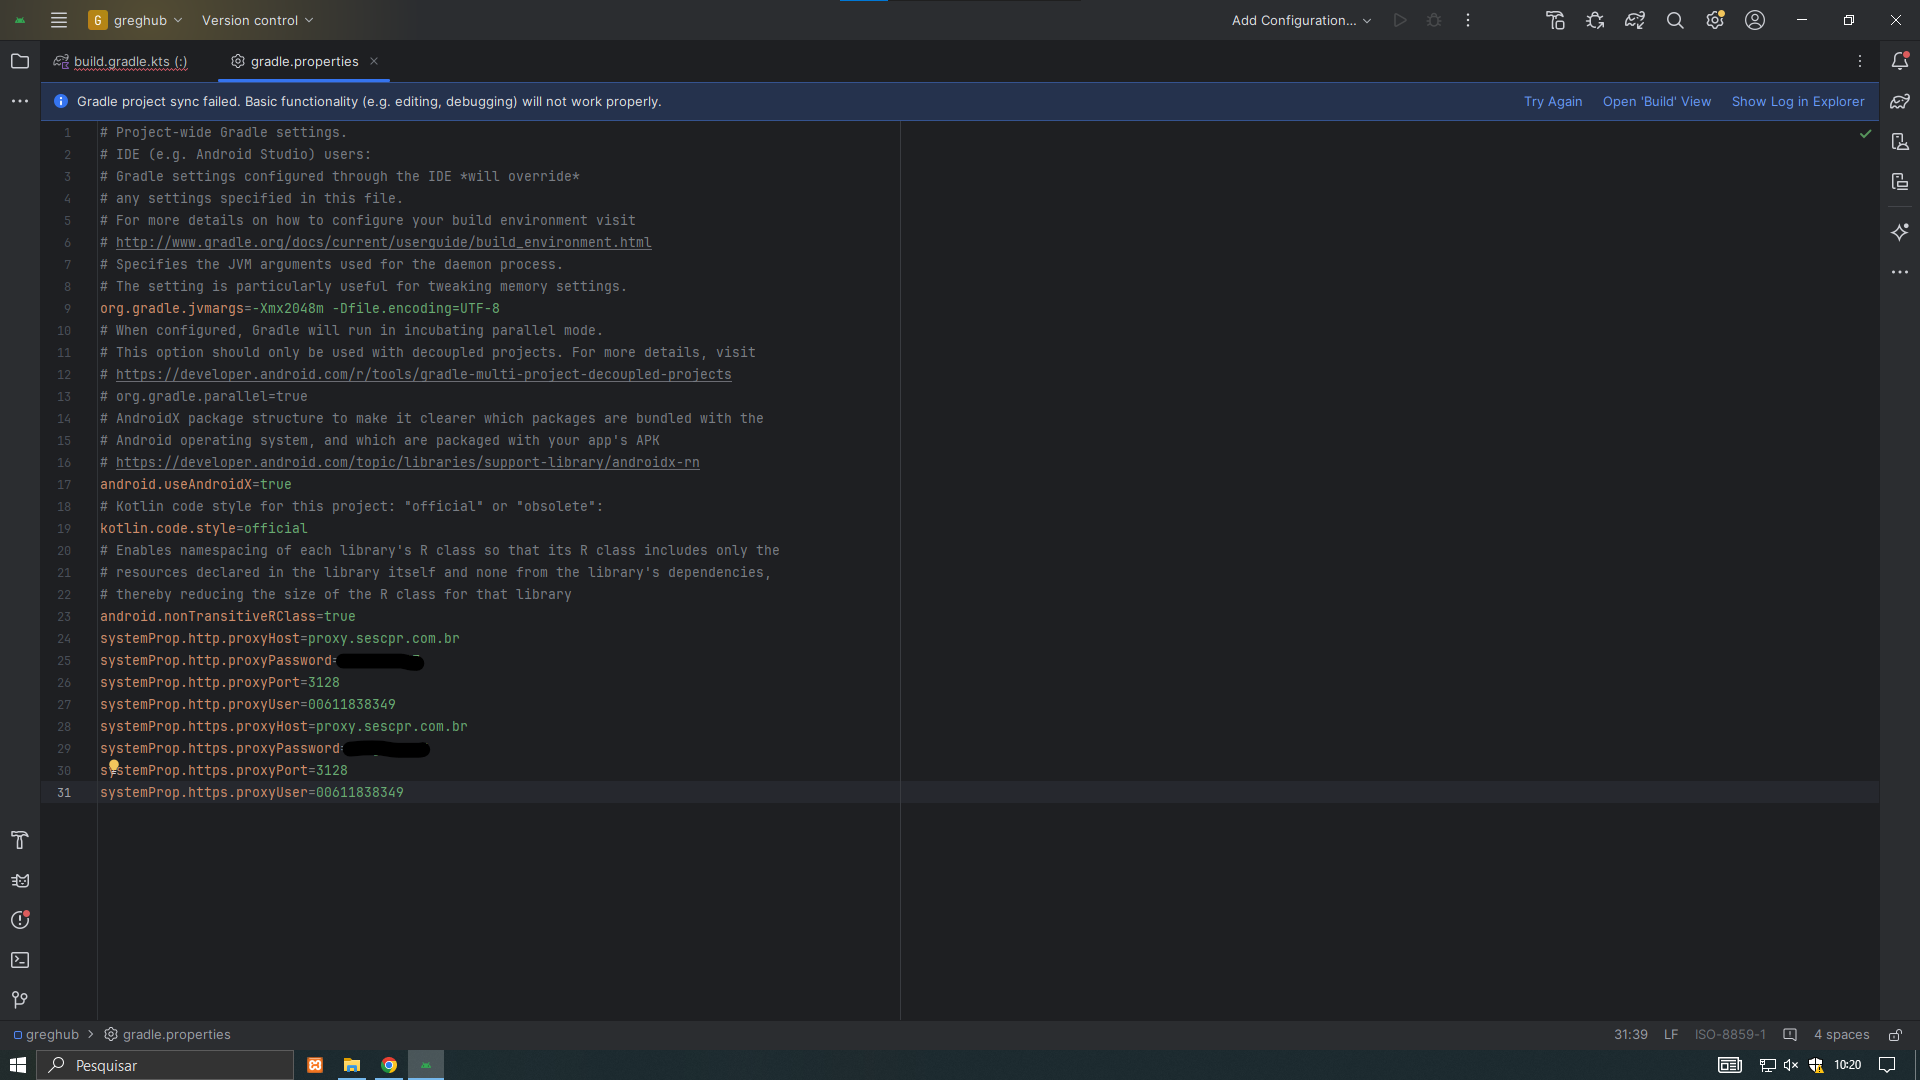 G greghub Version control Add Configuration...
build.gradle.kts (:) gradle.properties
Gradle project sync failed. Basic functionality (e.g. editing, debugging) will not work properly. Try Again Open 'Build' View Show Log in Explorer
1 # Project-wide Gradle settings.
2 # IDE (e.g. Android Studio) users:
3 # Gradle settings configured through the IDE *will override*
4 # any settings specified in this file.
5 # For more details on how to configure your build environment visit
6 # http://www.gradle.org/docs/current/userguide/build_environment.html
7 # Specifies the JVM arguments used for the daemon process.
8 # The setting is particularly useful for tweaking memory settings.
9 org.gradle.jvmargs=-Xmx2048m -Dfile.encoding=UTF-8
10 # When configured, Gradle will run in incubating parallel mode.
11 # This option should only be used with decoupled projects. For more details, visit
12 # https://developer.android.com/r/tools/gradle-multi-project-decoupled-projects
13 # org.gradle.parallel=true
14 # AndroidX package structure to make it clearer which packages are bundled with the
15 # Android operating system, and which are packaged with your app's APK
16 # https://developer.android.com/topic/libraries/support-library/androidx-rn
17 android.useAndroidX=true
18 # Kotlin code style for this project: "official" or "obsolete":
19 kotlin.code.style=official
20 # Enables namespacing of each library's R class so that its R class includes only the
21 # resources declared in the library itself and none from the library's dependencies,
22 # thereby reducing the size of the R class for that library
23 android.nonTransitiveRClass=true
24 systemProp.http.proxyHost=proxy.sescpr.com.br
25 systemProp.http.proxyPassword=
26 systemProp.http.proxyPort=3128
27 systemProp.http.proxyUser=00611838349
28 systemProp.https.proxyHost=proxy.sescpr.com.br
29 systemProp.https.proxyPassword=
30 systemProp.https.proxyPort=3128
31 systemProp.https.proxyUser=00611838349
greghub > gradle.properties 31:39 LF ISO-8859-1 4 spaces
Pesquisar 10:20